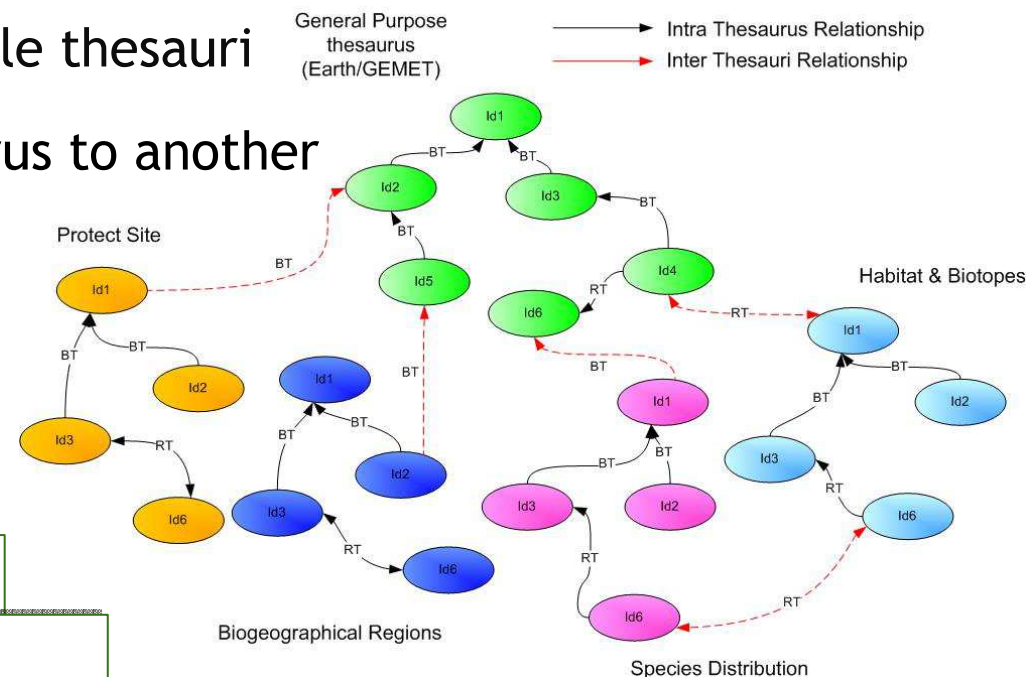 le thesauri
us to another
General Purpose
thesaurus
(Earth/GEMET)
Intra Thesaurus Relationship
Inter Thesauri Relationship
Id1
BT
BT
Id2
Id3
BT
BT
Id5
Id4
RT
Id6
Protect Site
Id1
BT
BT
BT
Id2
Id3
RT
Id6
Id1
BT
BT
BT
Id2
Id3
RT
Id6
Biogeographical Regions
BT
Id1
BT
BT
Id3
Id2
RT
Id6
Species Distribution
Habitat & Biotopes
RT
Id1
BT
BT
Id2
Id3
RT
Id6
RT